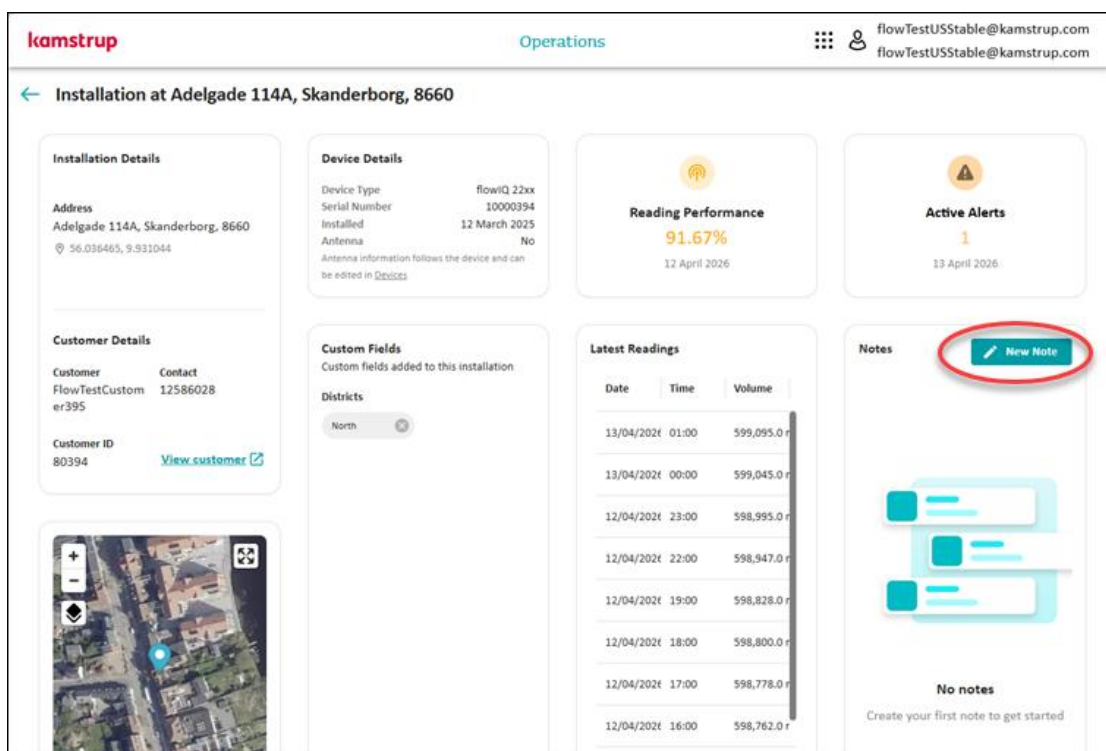 kamstrup
Operations
flowTestUSStable@kamstrup.com
flowTestUSStable@kamstrup.com
Installation at Adelgade 114A, Skanderborg, 8660
Installation Details
Address
Adelgade 114A, Skanderborg, 8660
56.036465, 9.931044
Customer Details
Customer Contact
FlowTestCustom 12586028
er395
Customer ID
80394 View customer
Device Details
Device Type flowIQ 22xx
Serial Number 10000394
Installed 12 March 2025
Antenna No
Antenna information follows the device and can
be edited in Devices
Reading Performance
91.67%
12 April 2026
Active Alerts
1
13 April 2026
Custom Fields
Custom fields added to this installation
Districts
North
Latest Readings
Date Time Volume
13/04/2026 01:00 599,095.0
13/04/2026 00:00 599,045.0
12/04/2026 23:00 598,995.0
12/04/2026 22:00 598,947.0
12/04/2026 19:00 598,828.0
12/04/2026 18:00 598,800.0
12/04/2026 17:00 598,778.0
12/04/2026 16:00 598,762.0
Notes
New Note
No notes
Create your first note to get started